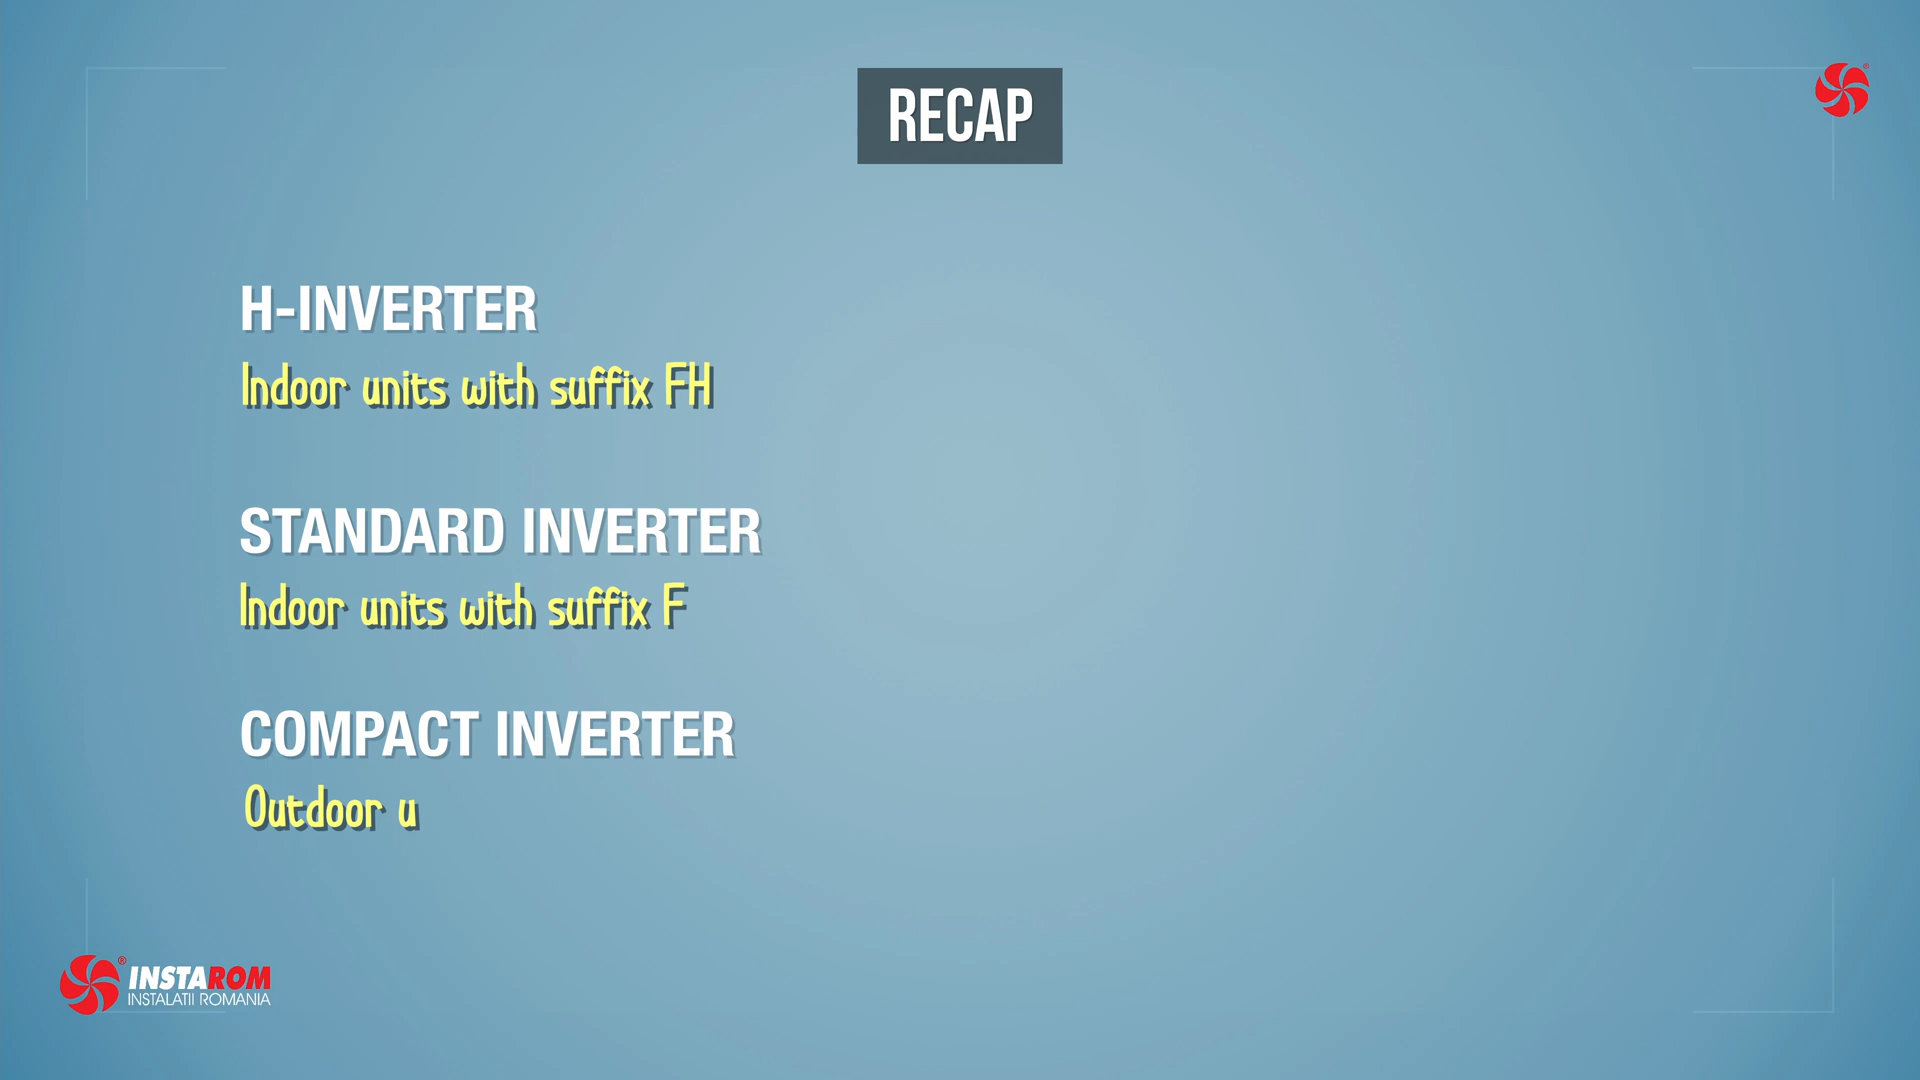 RECAP
H-INVERTER
Indoor units with suffix FH
STANDARD INVERTER
Indoor units with suffix F
COMPACT INVERTER
Outdoor u
INSTAROM
INSTALATII ROMANIA